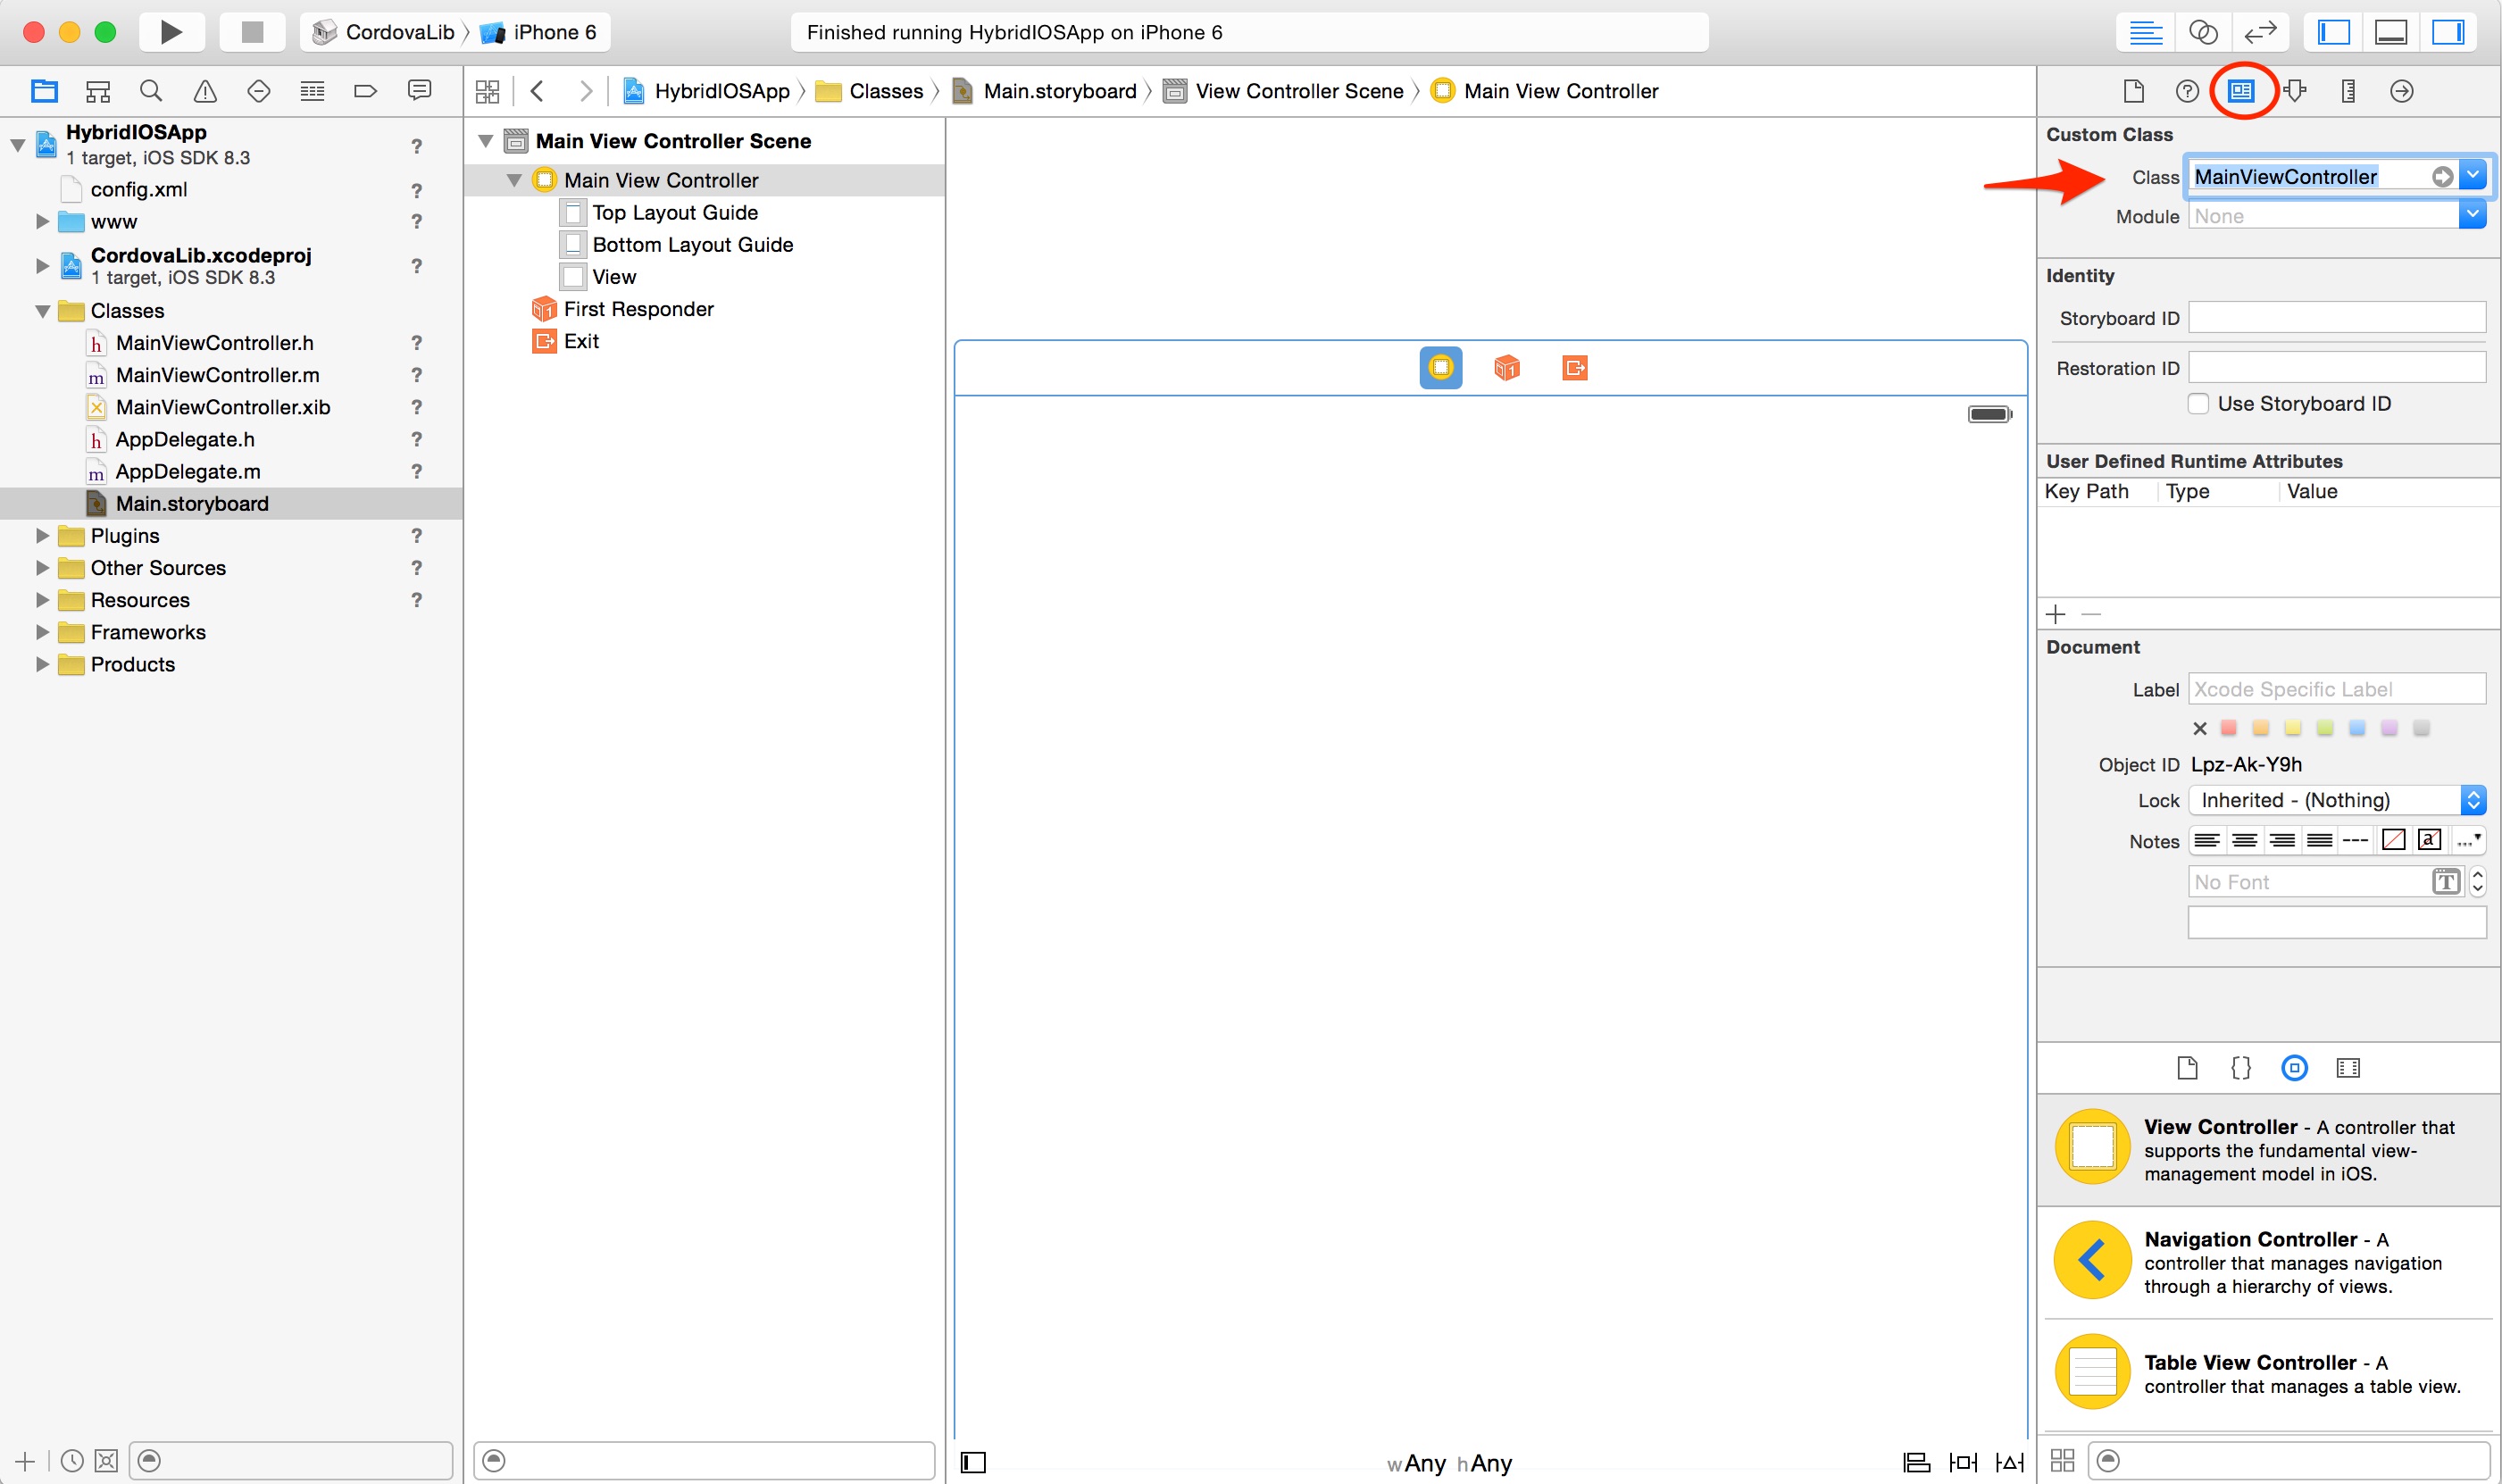 CordovaLib
iPhone 6
Finished running HybridIOSApp on iPhone 6
HybridIOSApp
Classes
Main.storyboard
View Controller Scene
Main View Controller
HybridIOSApp
1 target, iOS SDK 8.3
?
config.xml
?
www
?
CordovaLib.xcodeproj
1 target, iOS SDK 8.3
?
Classes
MainViewController.h
?
MainViewController.m
?
MainViewController.xib
?
AppDelegate.h
?
AppDelegate.m
?
Main.storyboard
Plugins
?
Other Sources
?
Resources
?
Frameworks
Products
Main View Controller Scene
Main View Controller
Top Layout Guide
Bottom Layout Guide
View
First Responder
Exit
wAny hAny
Custom Class
Class MainViewController
Module None
Identity
Storyboard ID
Restoration ID
Use Storyboard ID
User Defined Runtime Attributes
Key Path Type Value
Document
Label Xcode Specific Label
Object ID Lpz-Ak-Y9h
Lock Inherited - (Nothing)
Notes
No Font
View Controller - A controller that
supports the fundamental view-
management model in iOS.
Navigation Controller - A
controller that manages navigation
through a hierarchy of views.
Table View Controller - A
controller that manages a table view.